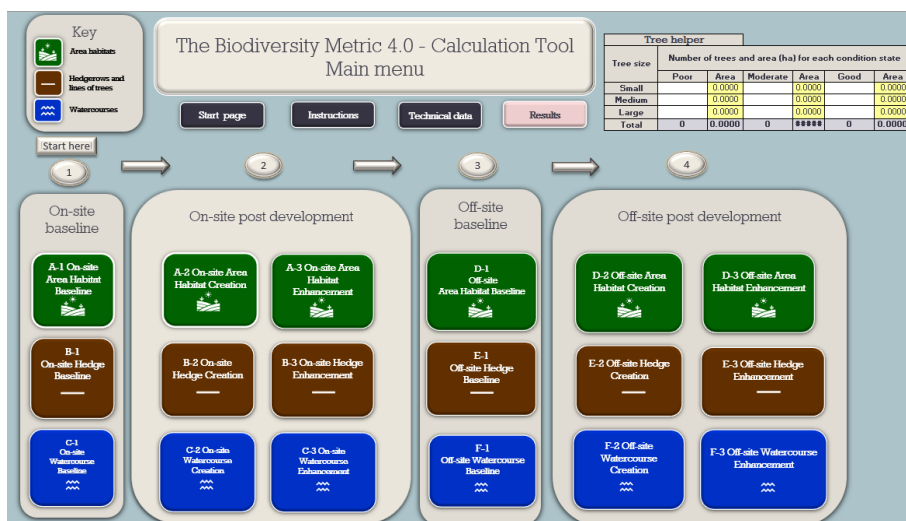 Key
Area habitats
Hedgerows and
lines of trees
Watercourses
The Biodiversity Metric 4.0 - Calculation Tool
Main menu
Start page
Instructions
Technical data
Results
Tree helper
Tree size
Number of trees and area (ha) for each condition state
Poor Area Moderate Area Good Area
Small 0.0000 0.0000 0.0000
Medium 0.0000 0.0000 0.0000
Large 0.0000 0.0000 0.0000
Total 0 0.0000 0 ##### 0 0.0000
Start here
1
2
3
4
On-site
baseline
A-1 On-site
Area Habitat
Baseline
B-1
On-site Hedge
Baseline
C-1
On-site
Watercourse
Baseline
On-site post development
A-2 On-site Area
Habitat Creation
A-3 On-site Area
Habitat
Enhancement
B-2 On-site
Hedge Creation
B-3 On-site Hedge
Enhancement
C-2 On-site
Watercourse
Creation
C-3 On-site
Watercourse
Enhancement
Off-site
baseline
D-1
Off-site
Area Habitat Baseline
E-1
Off-site Hedge
Baseline
F-1
Off-site Watercourse
Baseline
Off-site post development
D-2 Off-site Area
Habitat Creation
D-3 Off-site Area
Habitat Enhancement
E-2 Off-site Hedge
Creation
E-3 Off-site Hedge
Enhancement
F-2 Off-site
Watercourse
Creation
F-3 Off-site Watercourse
Enhancement